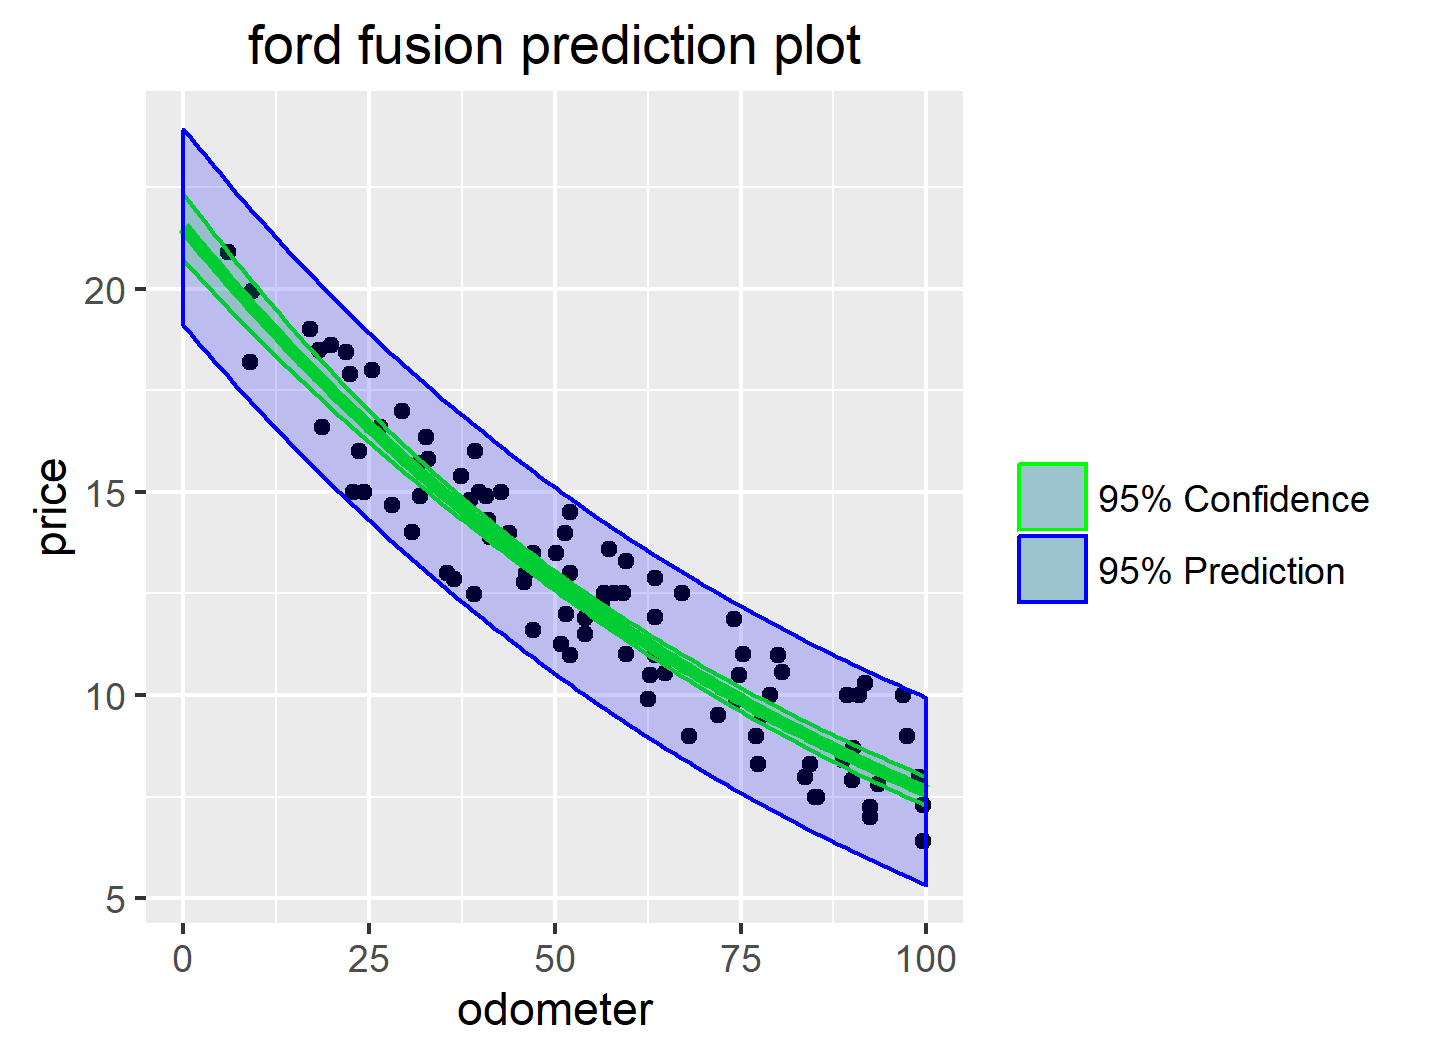 ford fusion prediction plot
price
20
15
10
5
0 25 50 75 100
odometer
95% Confidence
95% Prediction